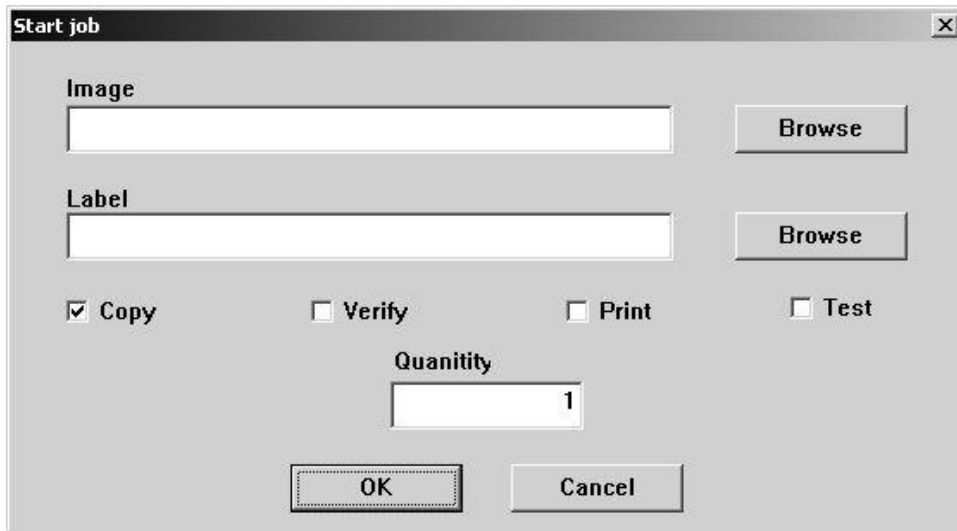 Start job
Image
Browse
Label
Browse
Copy Verify Print Test
Quanitity
1
OK Cancel